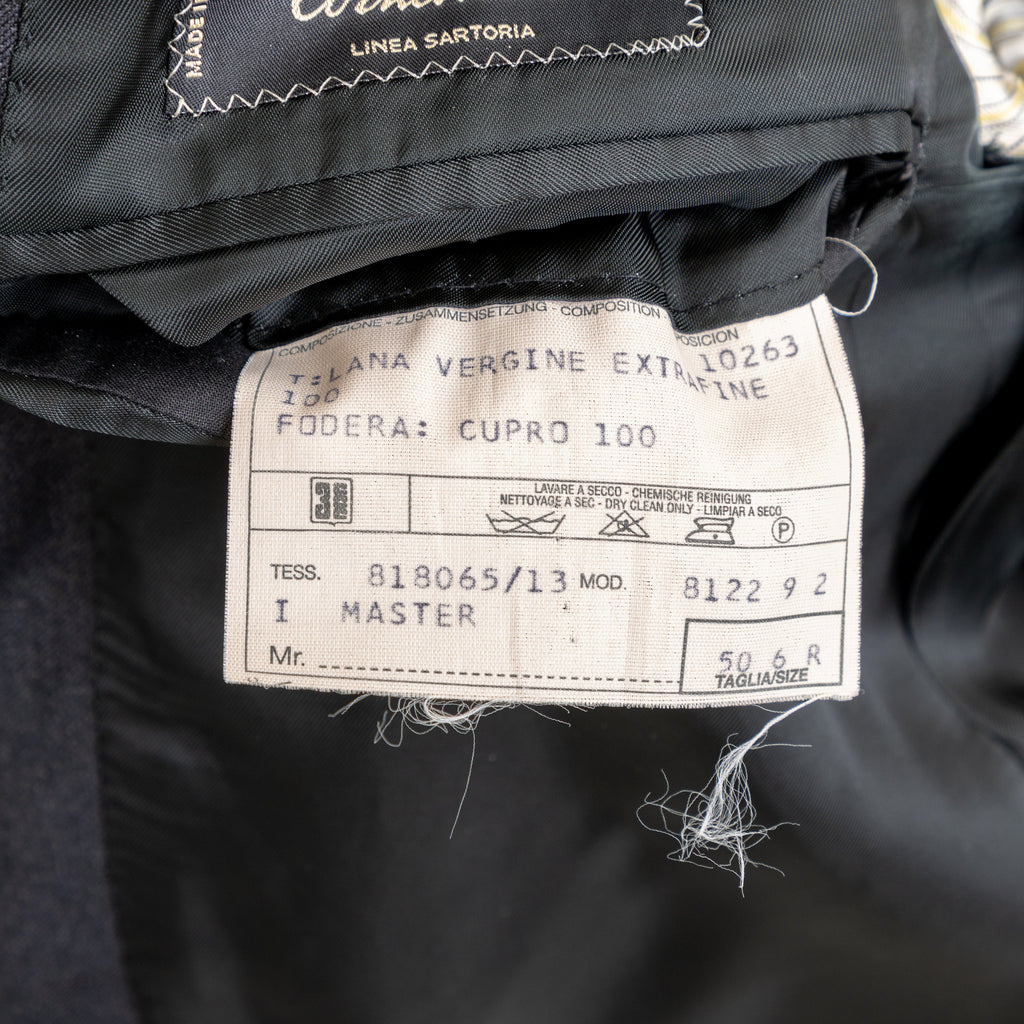 MADE I
LINEA SARTORIA
COMPOSIZIONE - ZUSAMMENSETZUNG - COMPOSITION - POSICION
10263
T:LANA VERGINE EXTRAFINE
100
FODERA: CUPRO 100
LAVARE A SECCO - CHEMISCHE REINIGUNG
NETTOYAGE A SEC - DRY CLEAN ONLY - LIMPIAR A SECO
P
TESS. 818065/13 MOD. 8122 9 2
I MASTER
Mr.
50 6 R
TAGLIA/SIZE